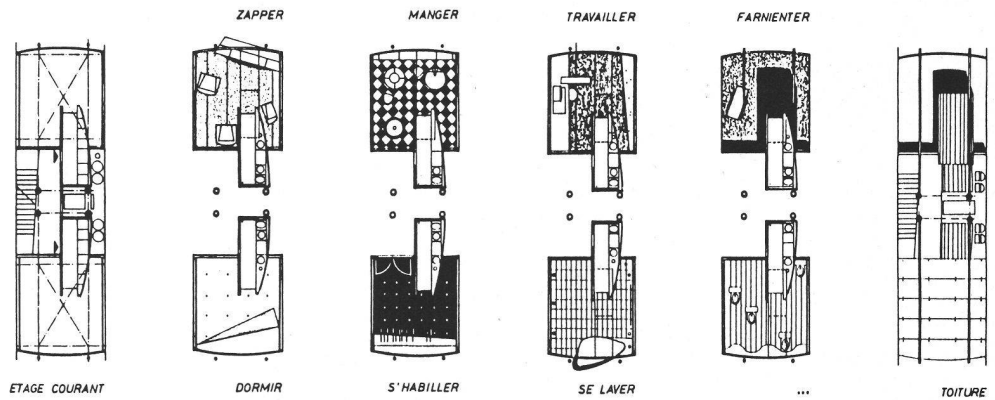 ZAPPER
MANGER
TRAVAILLER
FARNIENTER
ETAGE COURANT
DORMIR
S'HABILLER
SE LAVER
...
TOITURE